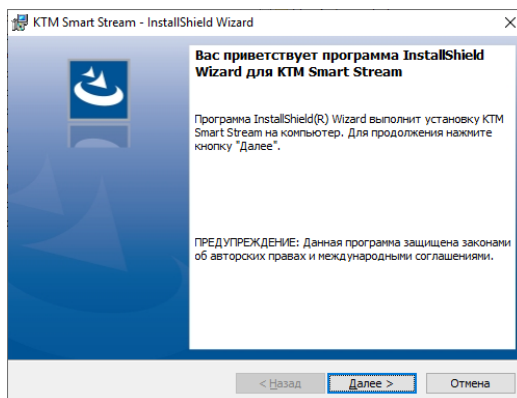 KTM Smart Stream - InstallShield Wizard
Вас приветствует программа InstallShield
Wizard для KTM Smart Stream
Программа InstallShield(R) Wizard выполнит установку KTM
Smart Stream на компьютер. Для продолжения нажмите
кнопку "Далее".
ПРЕДУПРЕЖДЕНИЕ: Данная программа защищена законами
об авторских правах и международными соглашениями.
< Назад Далее > Отмена